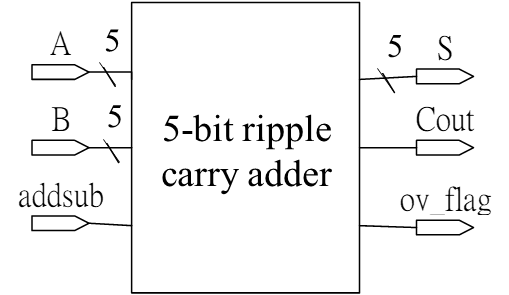 A 5
B 5
addsub
5-bit ripple
carry adder
5 S
Cout
ov_flag